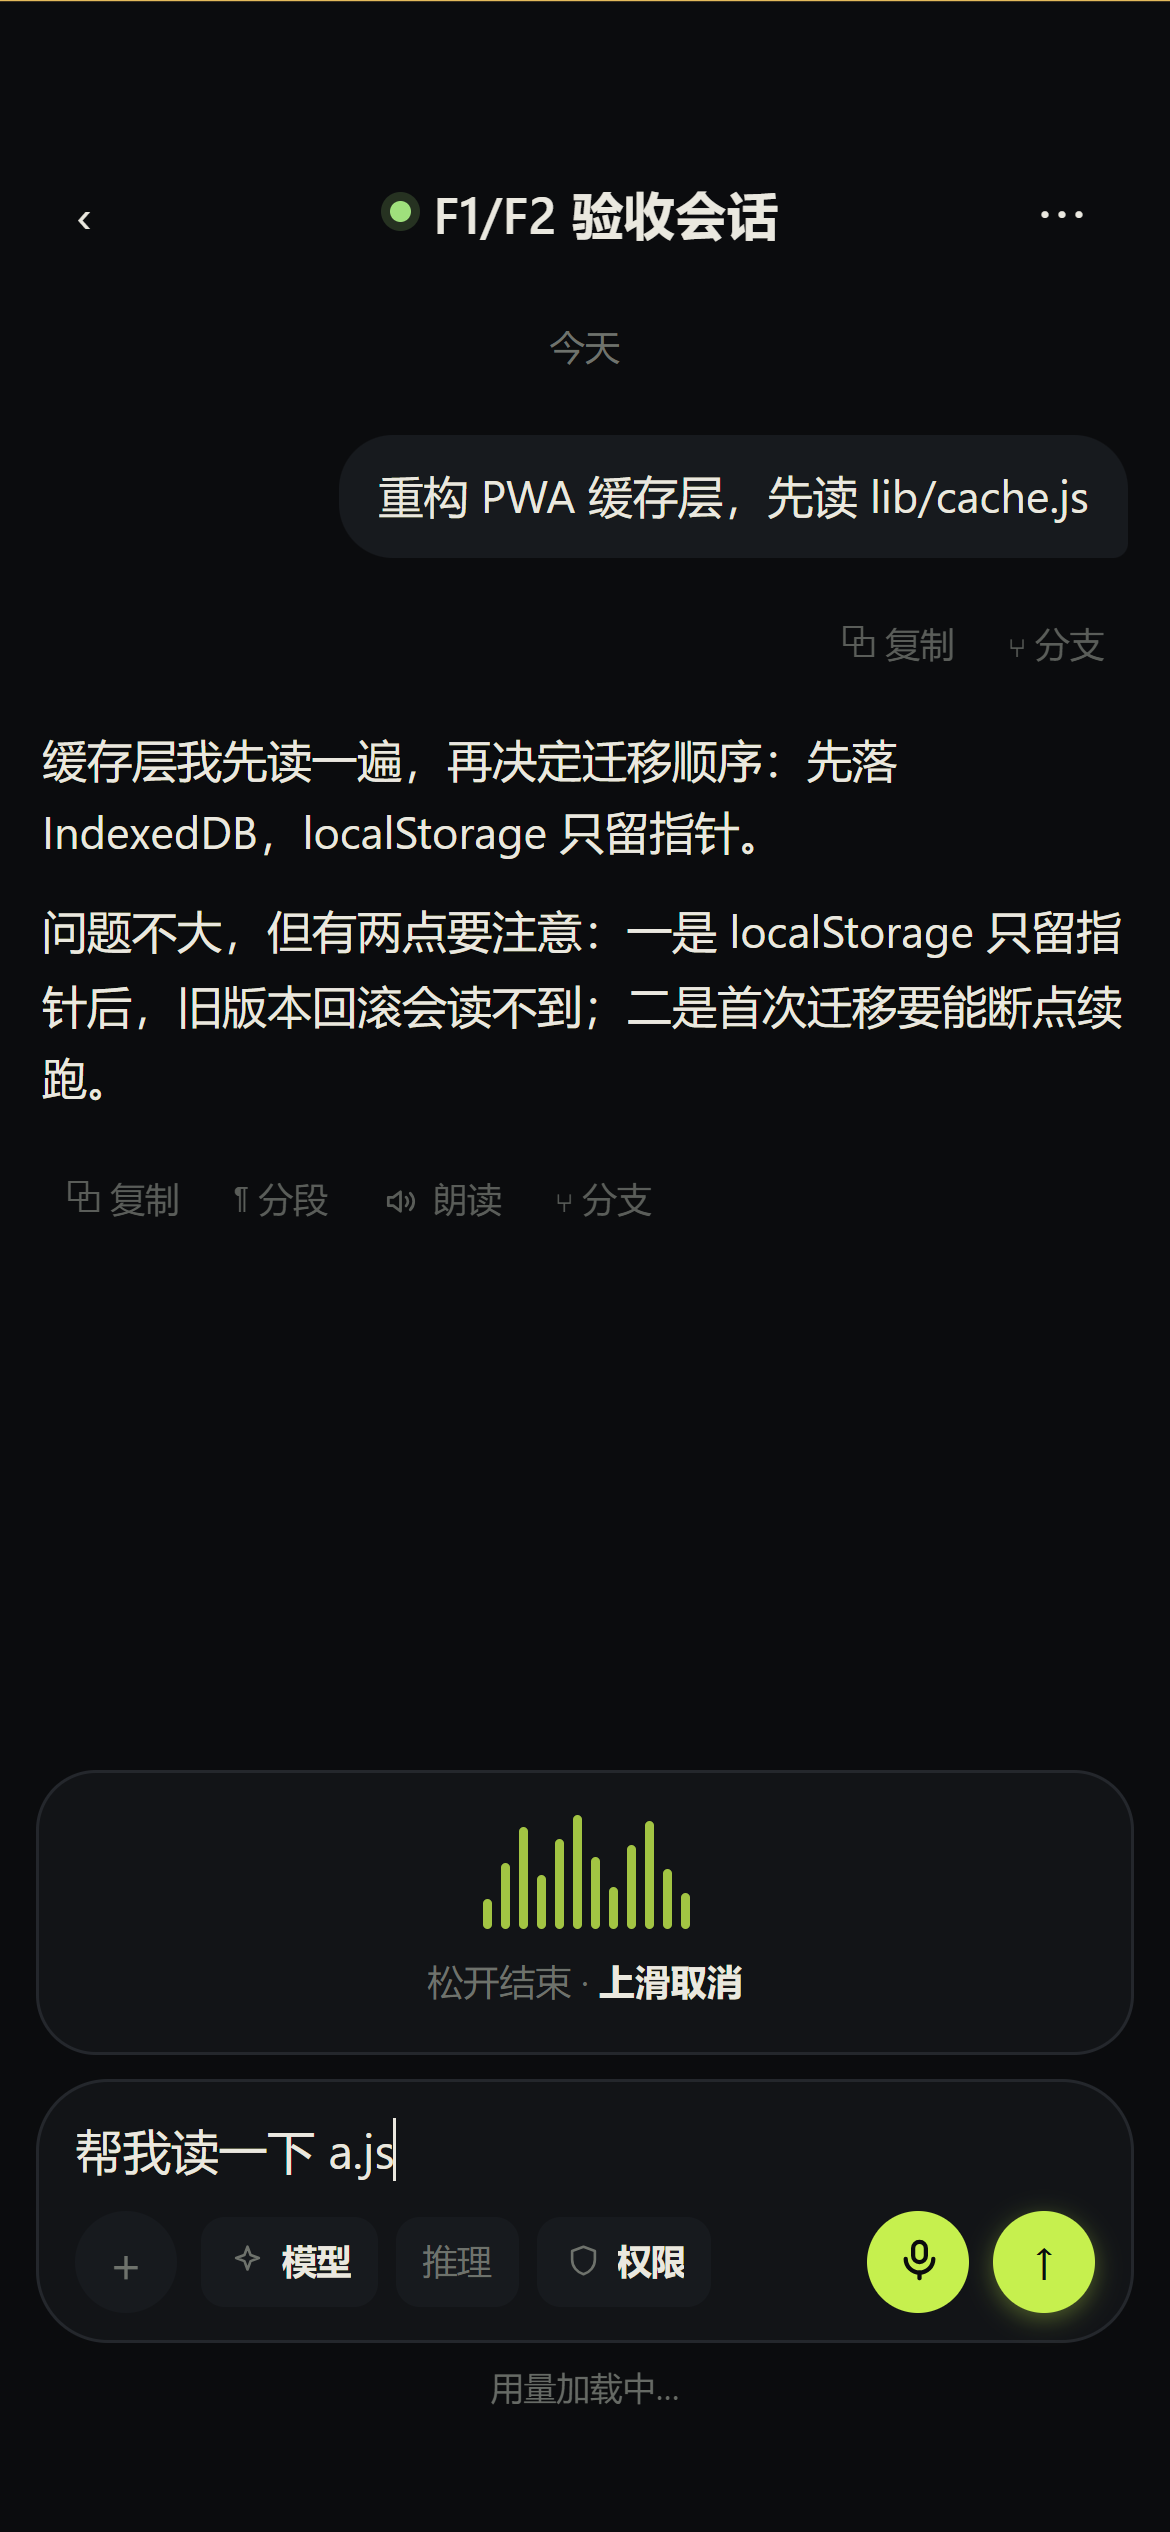 F1/F2 验收会话
今天
重构 PWA 缓存层，先读 lib/cache.js
复制 分支
缓存层我先读一遍，再决定迁移顺序：先落
IndexedDB，localStorage 只留指针。
问题不大，但有两点要注意：一是 localStorage 只留指
针后，旧版本回滚会读不到；二是首次迁移要能断点续
跑。
复制 ¶ 分段 朗读 分支
松开结束 · 上滑取消
帮我读一下 a.js
模型 推理 权限
用量加载中...